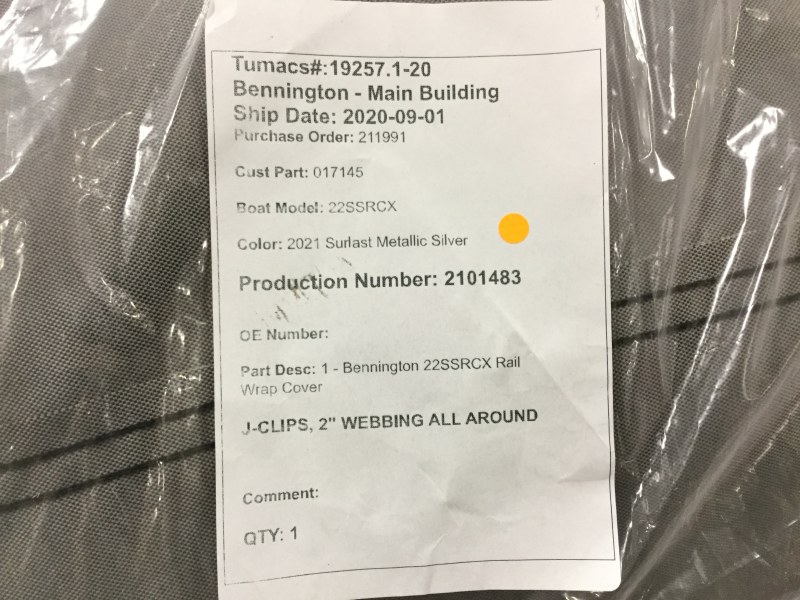 Tumacs#:19257.1-20
Bennington - Main Building
Ship Date: 2020-09-01
Purchase Order: 211991
Cust Part: 017145
Boat Model: 22SSRCX
Color: 2021 Surlast Metallic Silver
Production Number: 2101483
OE Number:
Part Desc: 1 - Bennington 22SSRCX Rail
Wrap Cover
J-CLIPS, 2" WEBBING ALL AROUND
Comment:
QTY: 1